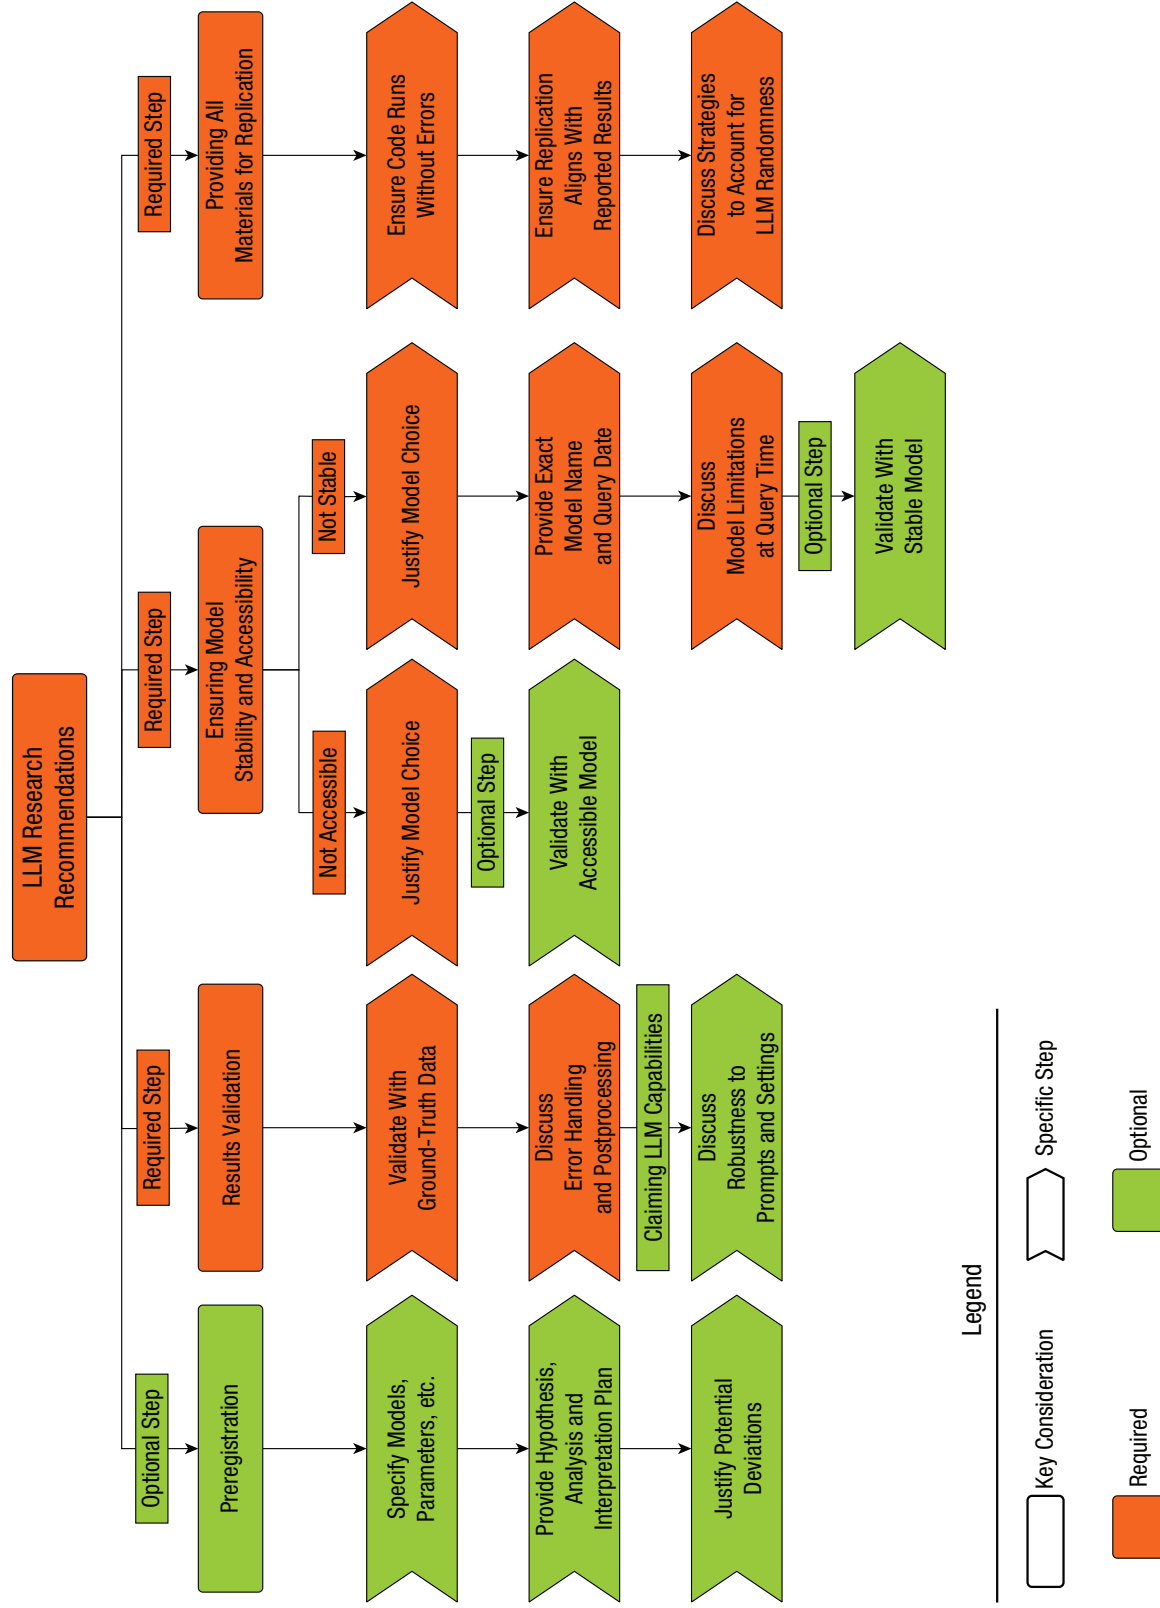 LLM Research
Recommendations
Optional Step
Preregistration
Specify Models,
Parameters, etc.
Provide Hypothesis,
Analysis and
Interpretation Plan
Justify Potential
Deviations
Required Step
Results Validation
Validate With
Ground-Truth Data
Discuss
Error Handling
and Postprocessing
Claiming LLM Capabilities
Discuss
Robustness to
Prompts and Settings
Required Step
Ensuring Model
Stability and Accessibility
Not Accessible
Justify Model Choice
Optional Step
Validate With
Accessible Model
Not Stable
Justify Model Choice
Provide Exact
Model Name
and Query Date
Discuss
Model Limitations
at Query Time
Optional Step
Validate With
Stable Model
Required Step
Providing All
Materials for Replication
Ensure Code Runs
Without Errors
Ensure Replication
Aligns With
Reported Results
Discuss Strategies
to Account for
LLM Randomness
Legend
Key Consideration
Specific Step
Required
Optional